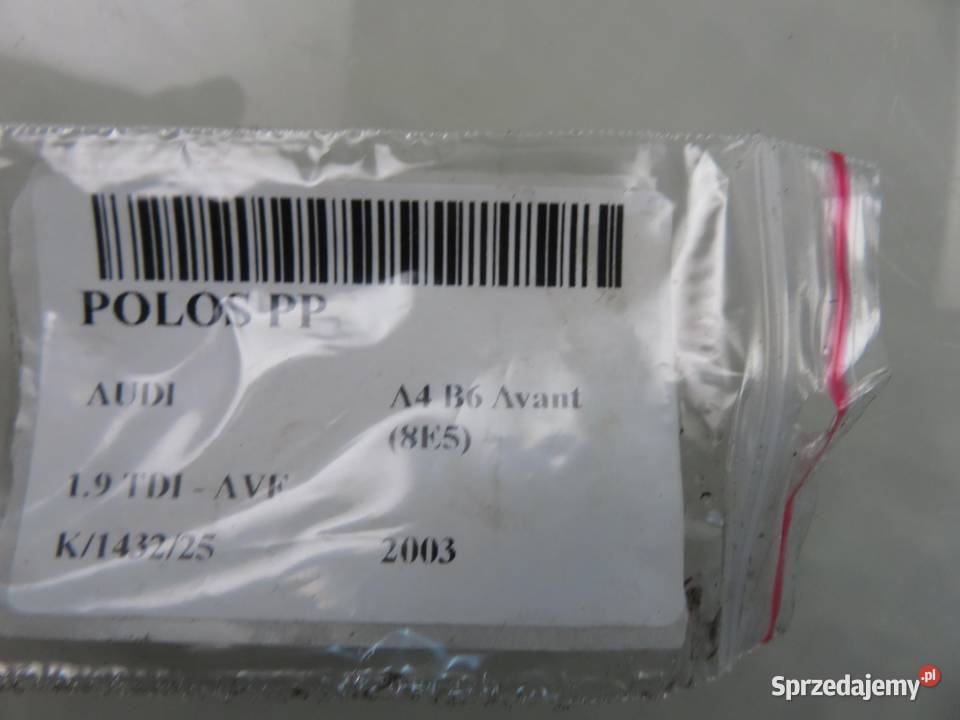 POLOS PP
AUDI A4 B6 Avant
(8E5)
1.9 TDI - AVF
K/1432/25 2003
Sprzedajemy.pl